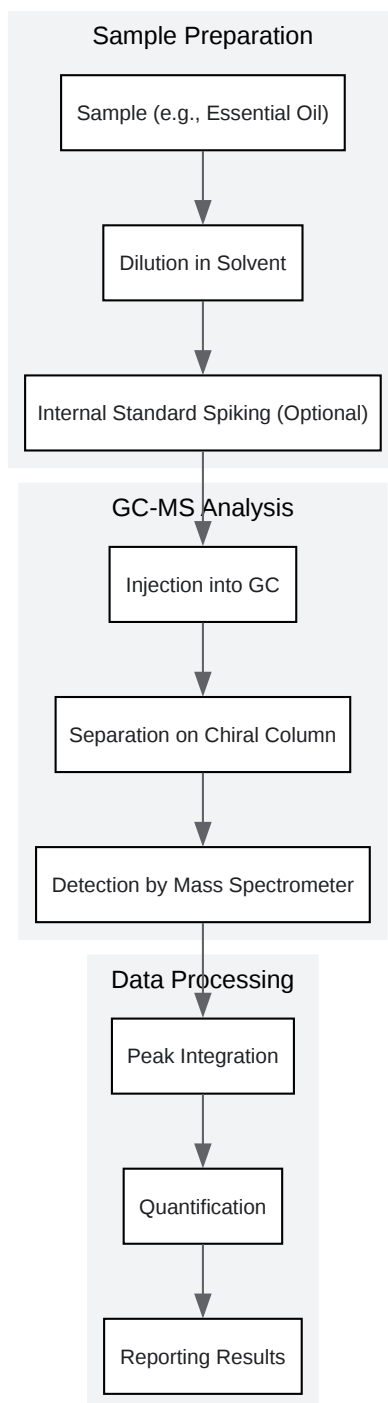 Sample Preparation
Sample (e.g., Essential Oil)
Dilution in Solvent
Internal Standard Spiking (Optional)
GC-MS Analysis
Injection into GC
Separation on Chiral Column
Detection by Mass Spectrometer
Data Processing
Peak Integration
Quantification
Reporting Results